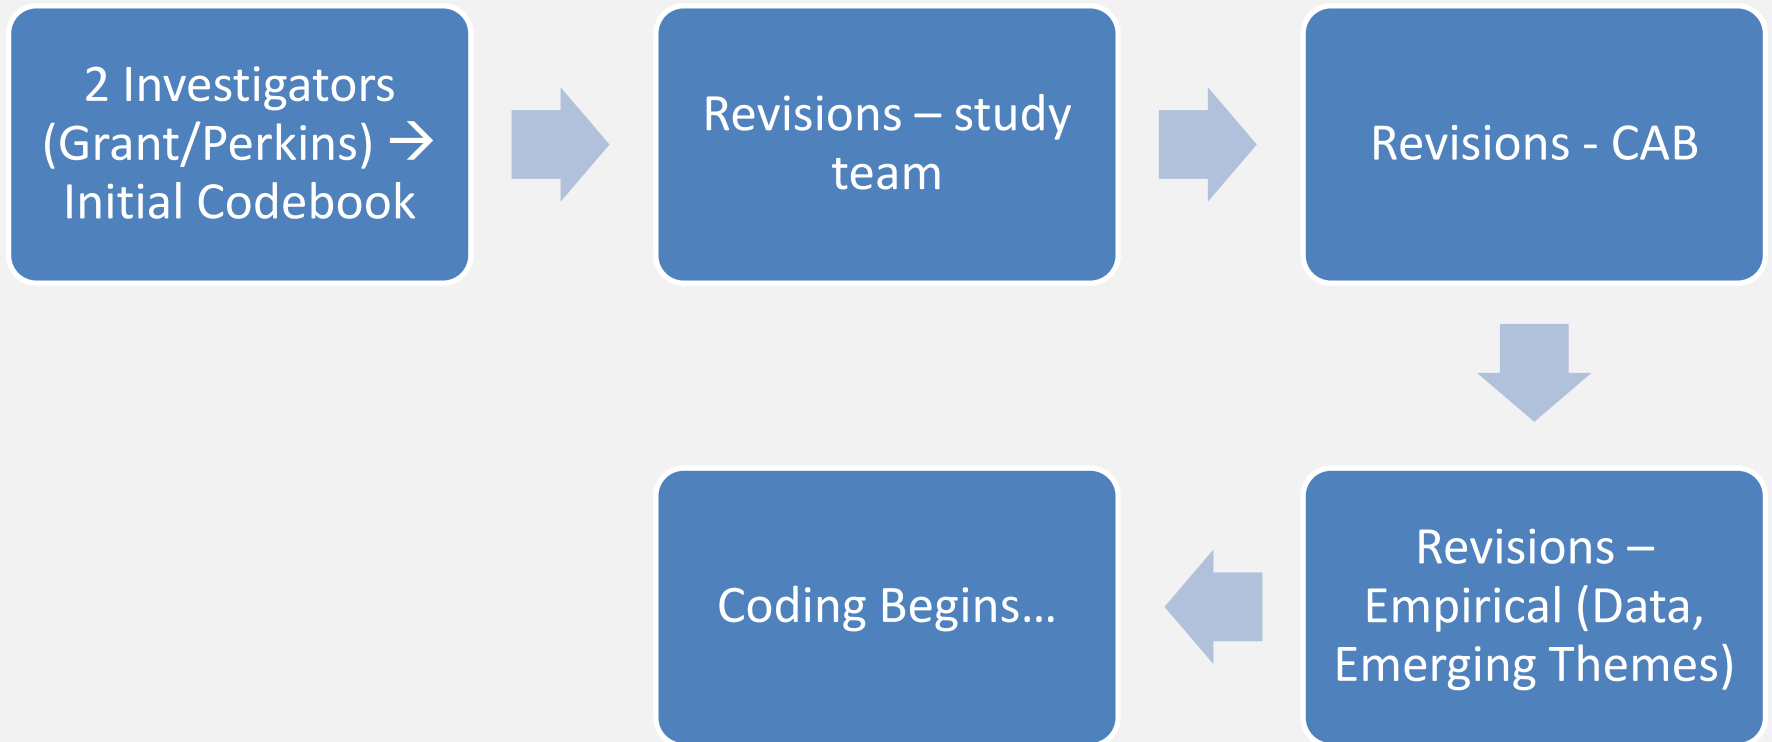 2 Investigators
(Grant/Perkins) →
Initial Codebook
Revisions – study
team
Revisions - CAB
Revisions –
Empirical (Data,
Emerging Themes)
Coding Begins…